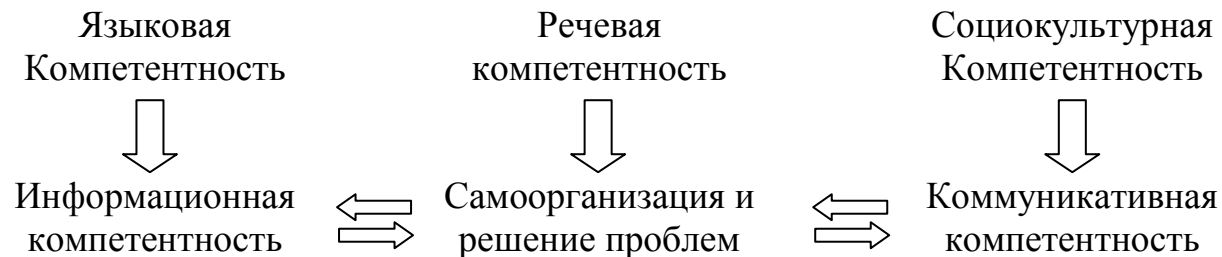 Языковая
Компетентность
Речевая
компетентность
Социокультурная
Компетентность
Информационная
компетентность
Самоорганизация и
решение проблем
Коммуникативная
компетентность